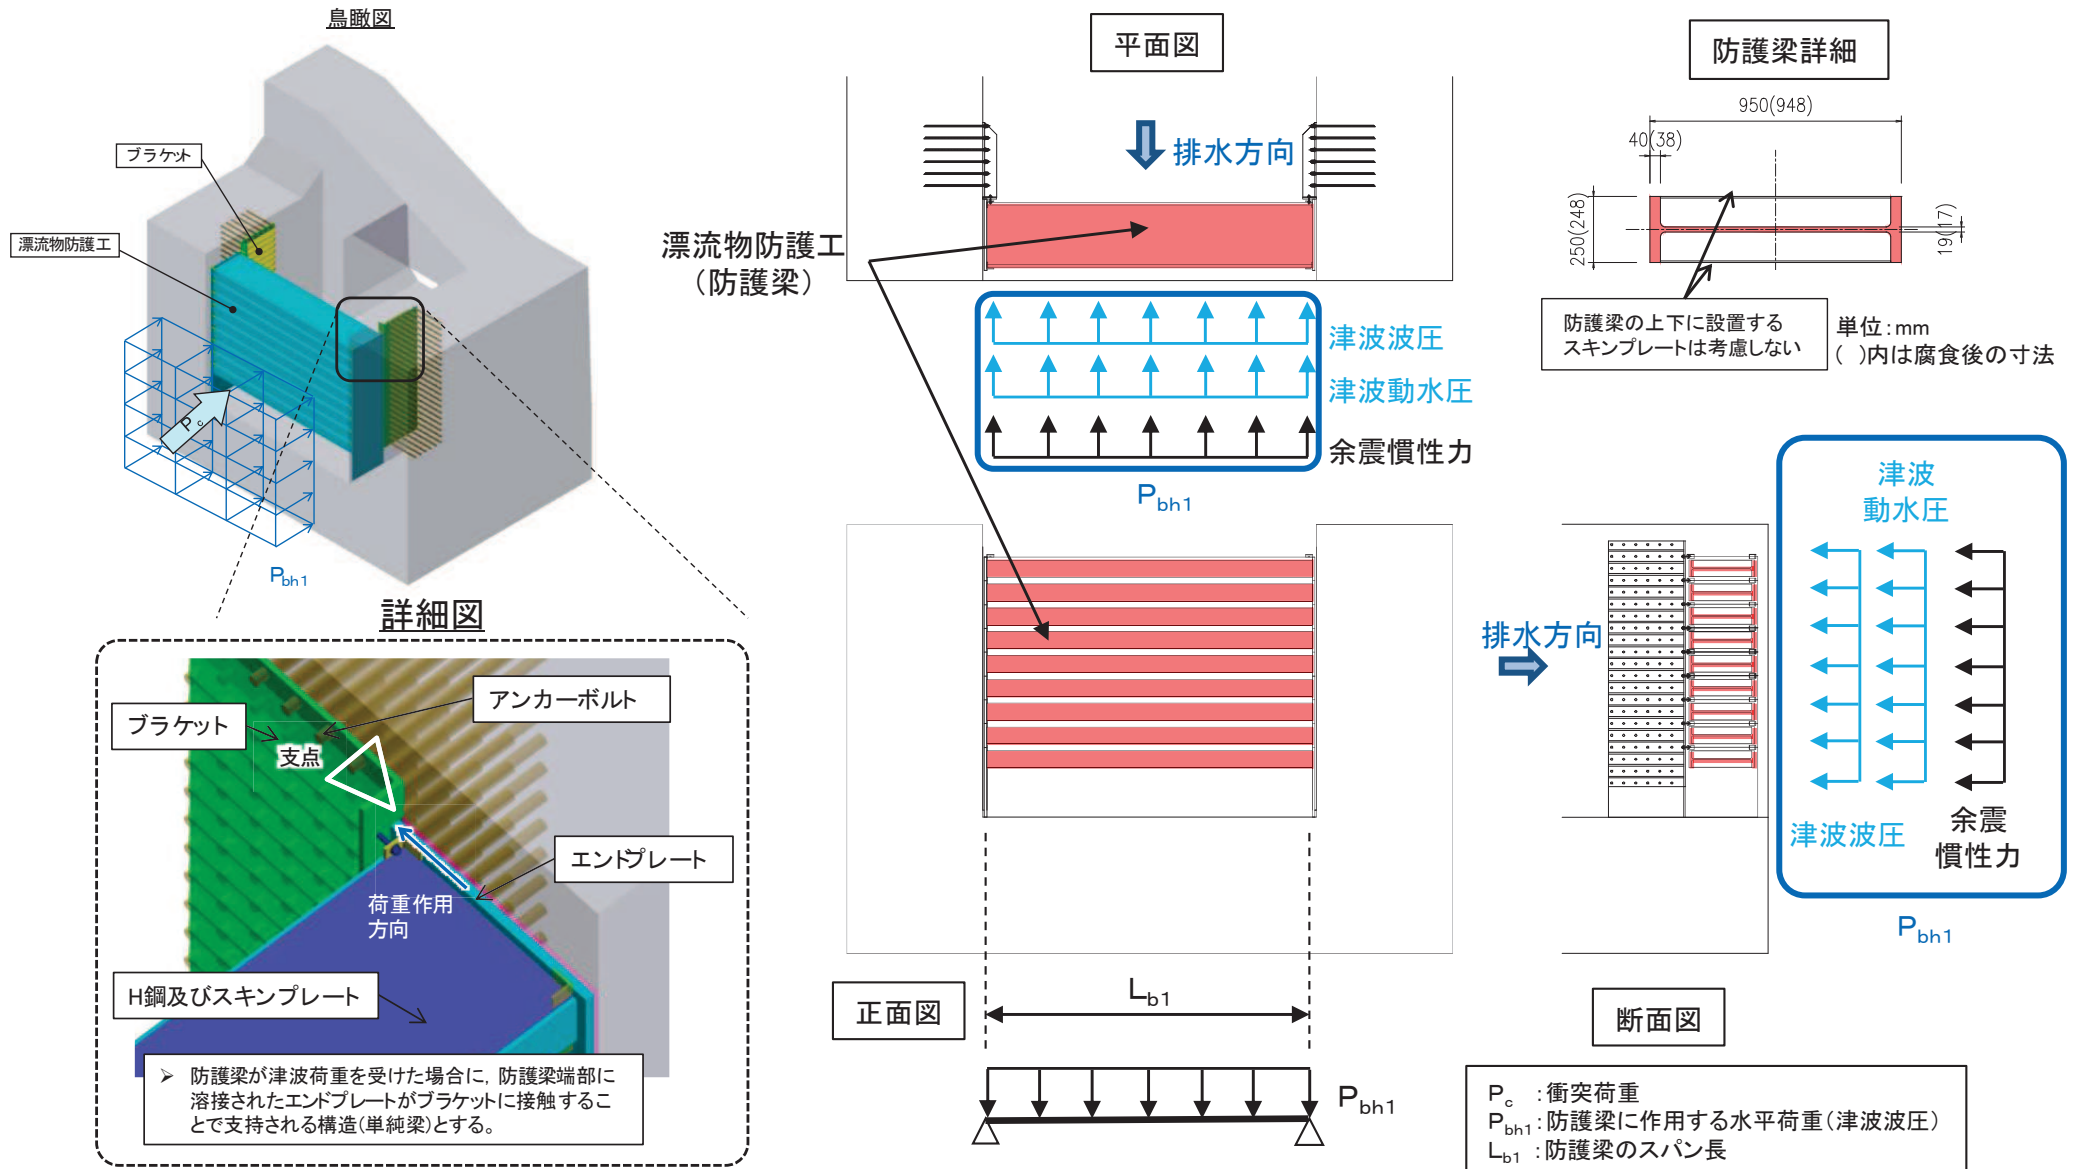 鳥瞰図
ブラケット
漂流物防護工
Pc
Pbh1
詳細図
ブラケット
アンカーボルト
支点
エンドプレート
荷重作用
方向
H鋼及びスキンプレート
➢ 防護梁が津波荷重を受けた場合に，防護梁端部に
溶接されたエンドプレートがブラケットに接触するこ
とで支持される構造(単純梁)とする。
平面図
排水方向
漂流物防護工
（防護梁）
津波波圧
津波動水圧
余震慣性力
Pbh1
正面図
Lb1
Pbh1
防護梁詳細
950(948)
40(38)
250(248)
19(17)
防護梁の上下に設置する
スキンプレートは考慮しない
単位：mm
(　)内は腐食後の寸法
排水方向
津波
動水圧
津波波圧
余震
慣性力
Pbh1
断面図
Pc ：衝突荷重
Pbh1：防護梁に作用する水平荷重(津波波圧)
Lb1 ：防護梁のスパン長